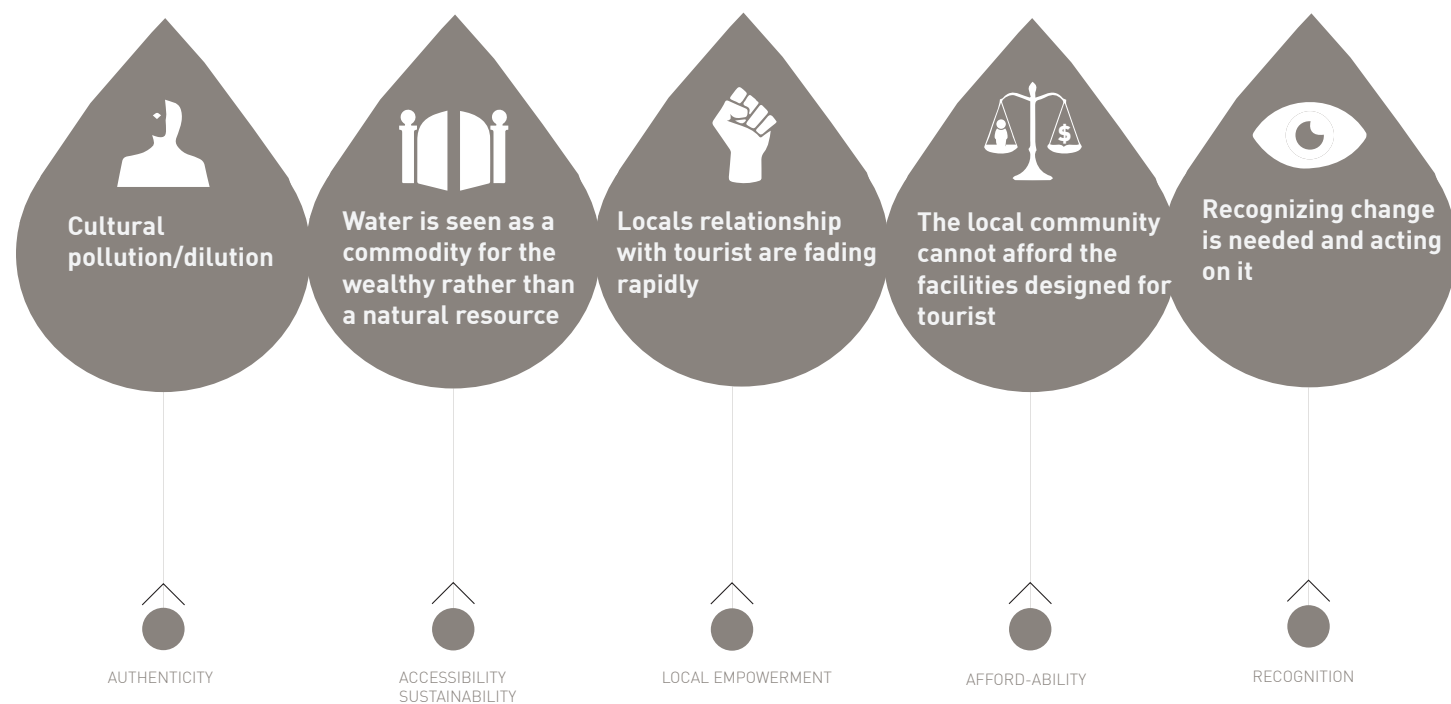 Cultural
pollution/dilution
Water is seen as a
commodity for the
wealthy rather than
a natural resource
Locals relationship
with tourist are fading
rapidly
The local community
cannot afford the
facilities designed for
tourist
Recognizing change
is needed and acting
on it
$
AUTHENTICITY
ACCESSIBILITY
SUSTAINABILITY
LOCAL EMPOWERMENT
AFFORD-ABILITY
RECOGNITION